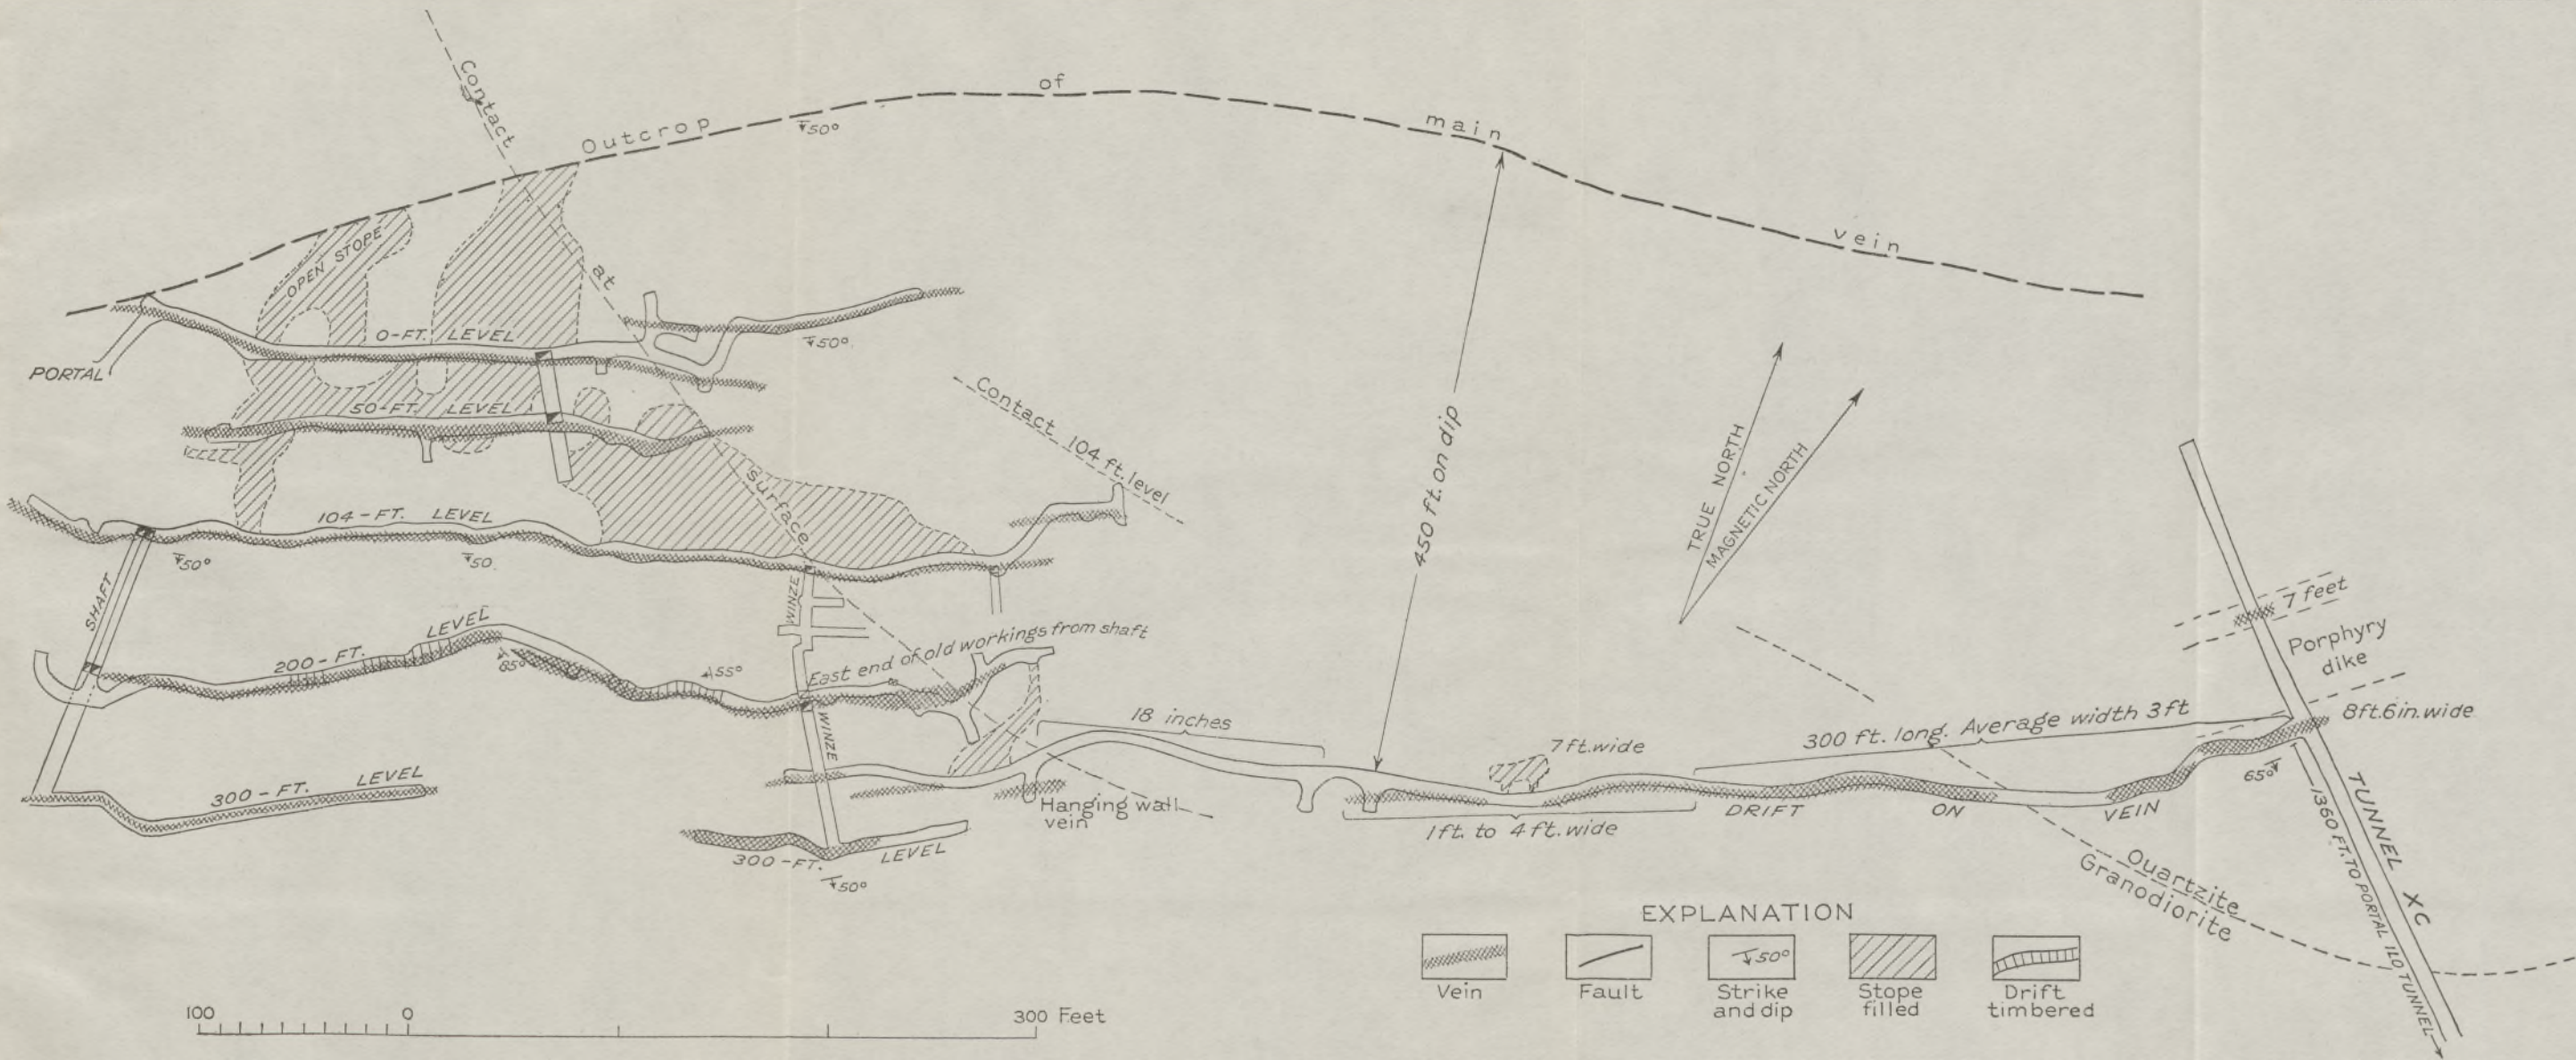 Contact
at
surface
Outcrop
of
main
vein
50°
OPEN STOPE
0-FT. LEVEL
50°
PORTAL
50-FT. LEVEL
Contact 104 ft. level
450 ft. on dip
TRUE NORTH
MAGNETIC NORTH
104-FT. LEVEL
50°
50
SHAFT
WINZE
7 feet
Porphyry
dike
200-FT. LEVEL
65°
55°
East end of old workings from shaft
WINZE
18 inches
7 ft. wide
300 ft. long. Average width 3 ft
8 ft. 6 in. wide
65°
300-FT. LEVEL
Hanging wall
vein
1 ft. to 4 ft. wide
DRIFT ON VEIN
TUNNEL XC
1360 FT. TO PORTAL ILO TUNNEL
300-FT. LEVEL
50°
Quartzite
Granodiorite
EXPLANATION
50°
Vein
Fault
Strike
and dip
Stope
filled
Drift
timbered
100 0 300 Feet